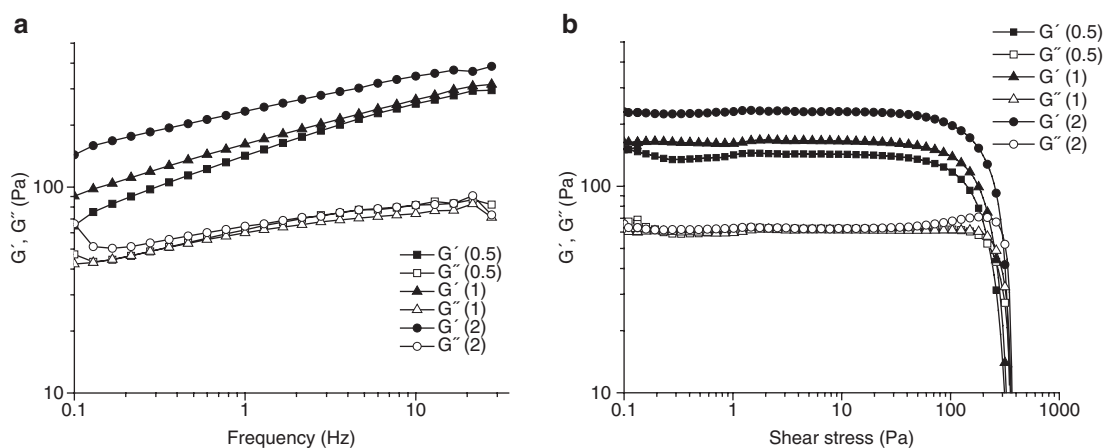 a
G′, G″ (Pa)
100
10
0.1
1
10
Frequency (Hz)
G′ (0.5)
G″ (0.5)
G′ (1)
G″ (1)
G′ (2)
G″ (2)
b
G′, G″ (Pa)
100
10
0.1
1
10
100
1000
Shear stress (Pa)
G′ (0.5)
G″ (0.5)
G′ (1)
G″ (1)
G′ (2)
G″ (2)